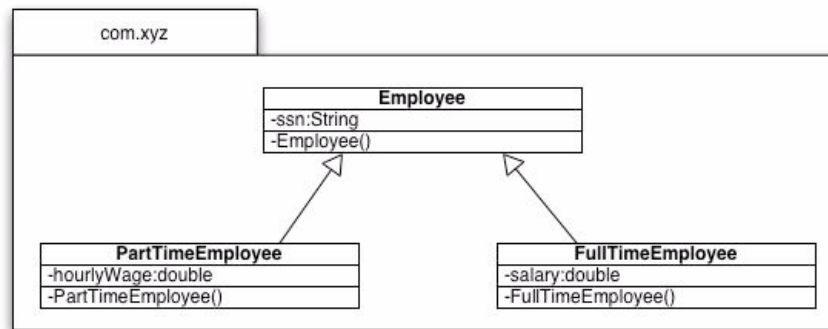 com.xyz
Employee
-ssn:String
-Employee()
PartTimeEmployee
-hourlyWage:double
-PartTimeEmployee()
FullTimeEmployee
-salary:double
-FullTimeEmployee()